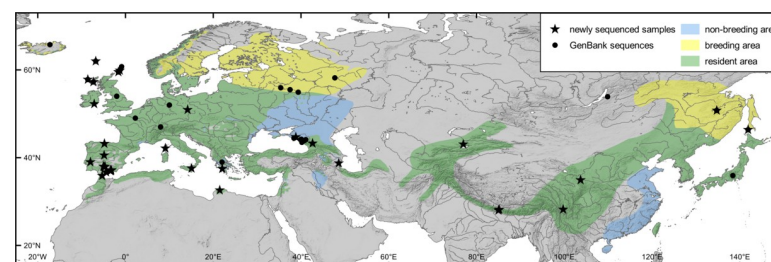 ★ newly sequenced samples
● GenBank sequences
non-breeding area
breeding area
resident area
60°N
40°N
20°N
20°W 0° 20°E 40°E 60°E 80°E 100°E 120°E 140°E